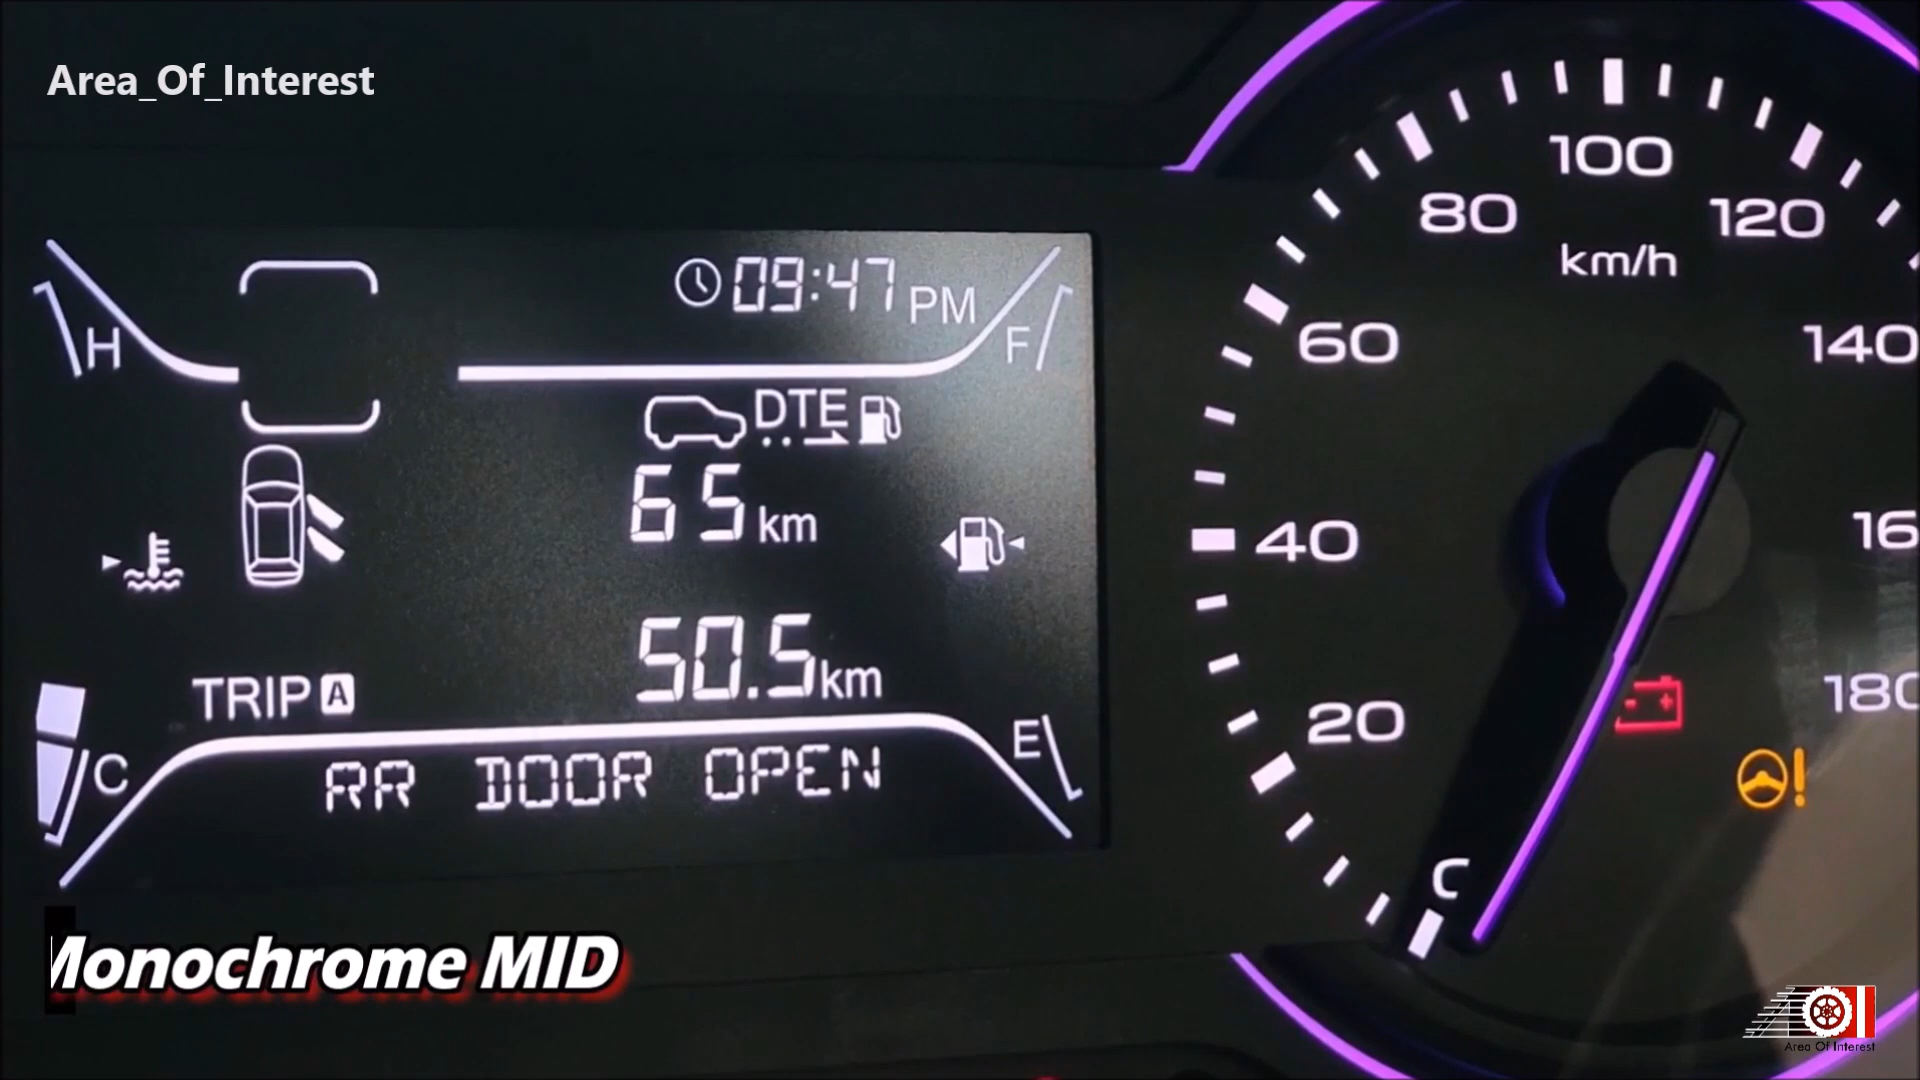 Area_Of_Interest
100
80
120
km/h
09:47 PM
H
F
60
140
DTE
65 km
40
16
50.5 km
TRIP A
20
180
E
C
RR DOOR OPEN
C
Monochrome MID
Area Of Interest